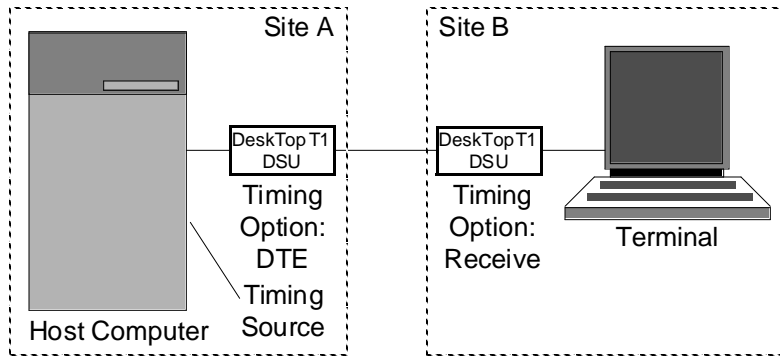 Site A
DeskTop T1
DSU
Timing
Option:
DTE
Timing
Source
Host Computer
Site B
DeskTop T1
DSU
Timing
Option:
Receive
Terminal